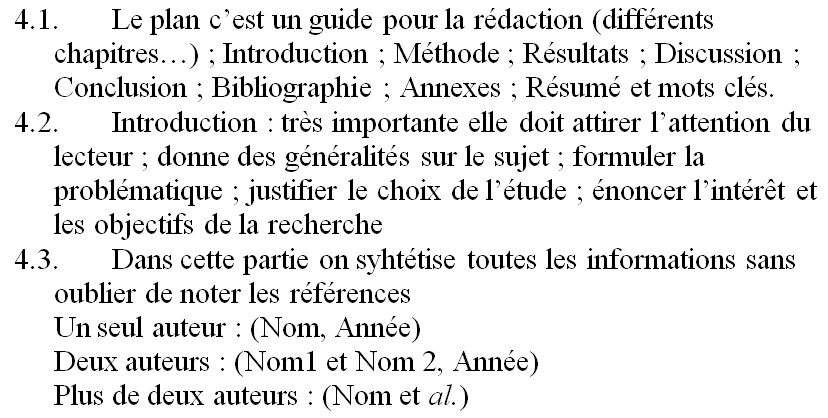 4.1. Le plan c’est un guide pour la rédaction (différents
chapitres…) ; Introduction ; Méthode ; Résultats ; Discussion ;
Conclusion ; Bibliographie ; Annexes ; Résumé et mots clés.
4.2. Introduction : très importante elle doit attirer l’attention du
lecteur ; donne des généralités sur le sujet ; formuler la
problématique ; justifier le choix de l’étude ; énoncer l’intérêt et
les objectifs de la recherche
4.3. Dans cette partie on syhtétise toutes les informations sans
oublier de noter les références
Un seul auteur : (Nom, Année)
Deux auteurs : (Nom1 et Nom 2, Année)
Plus de deux auteurs : (Nom et al.)